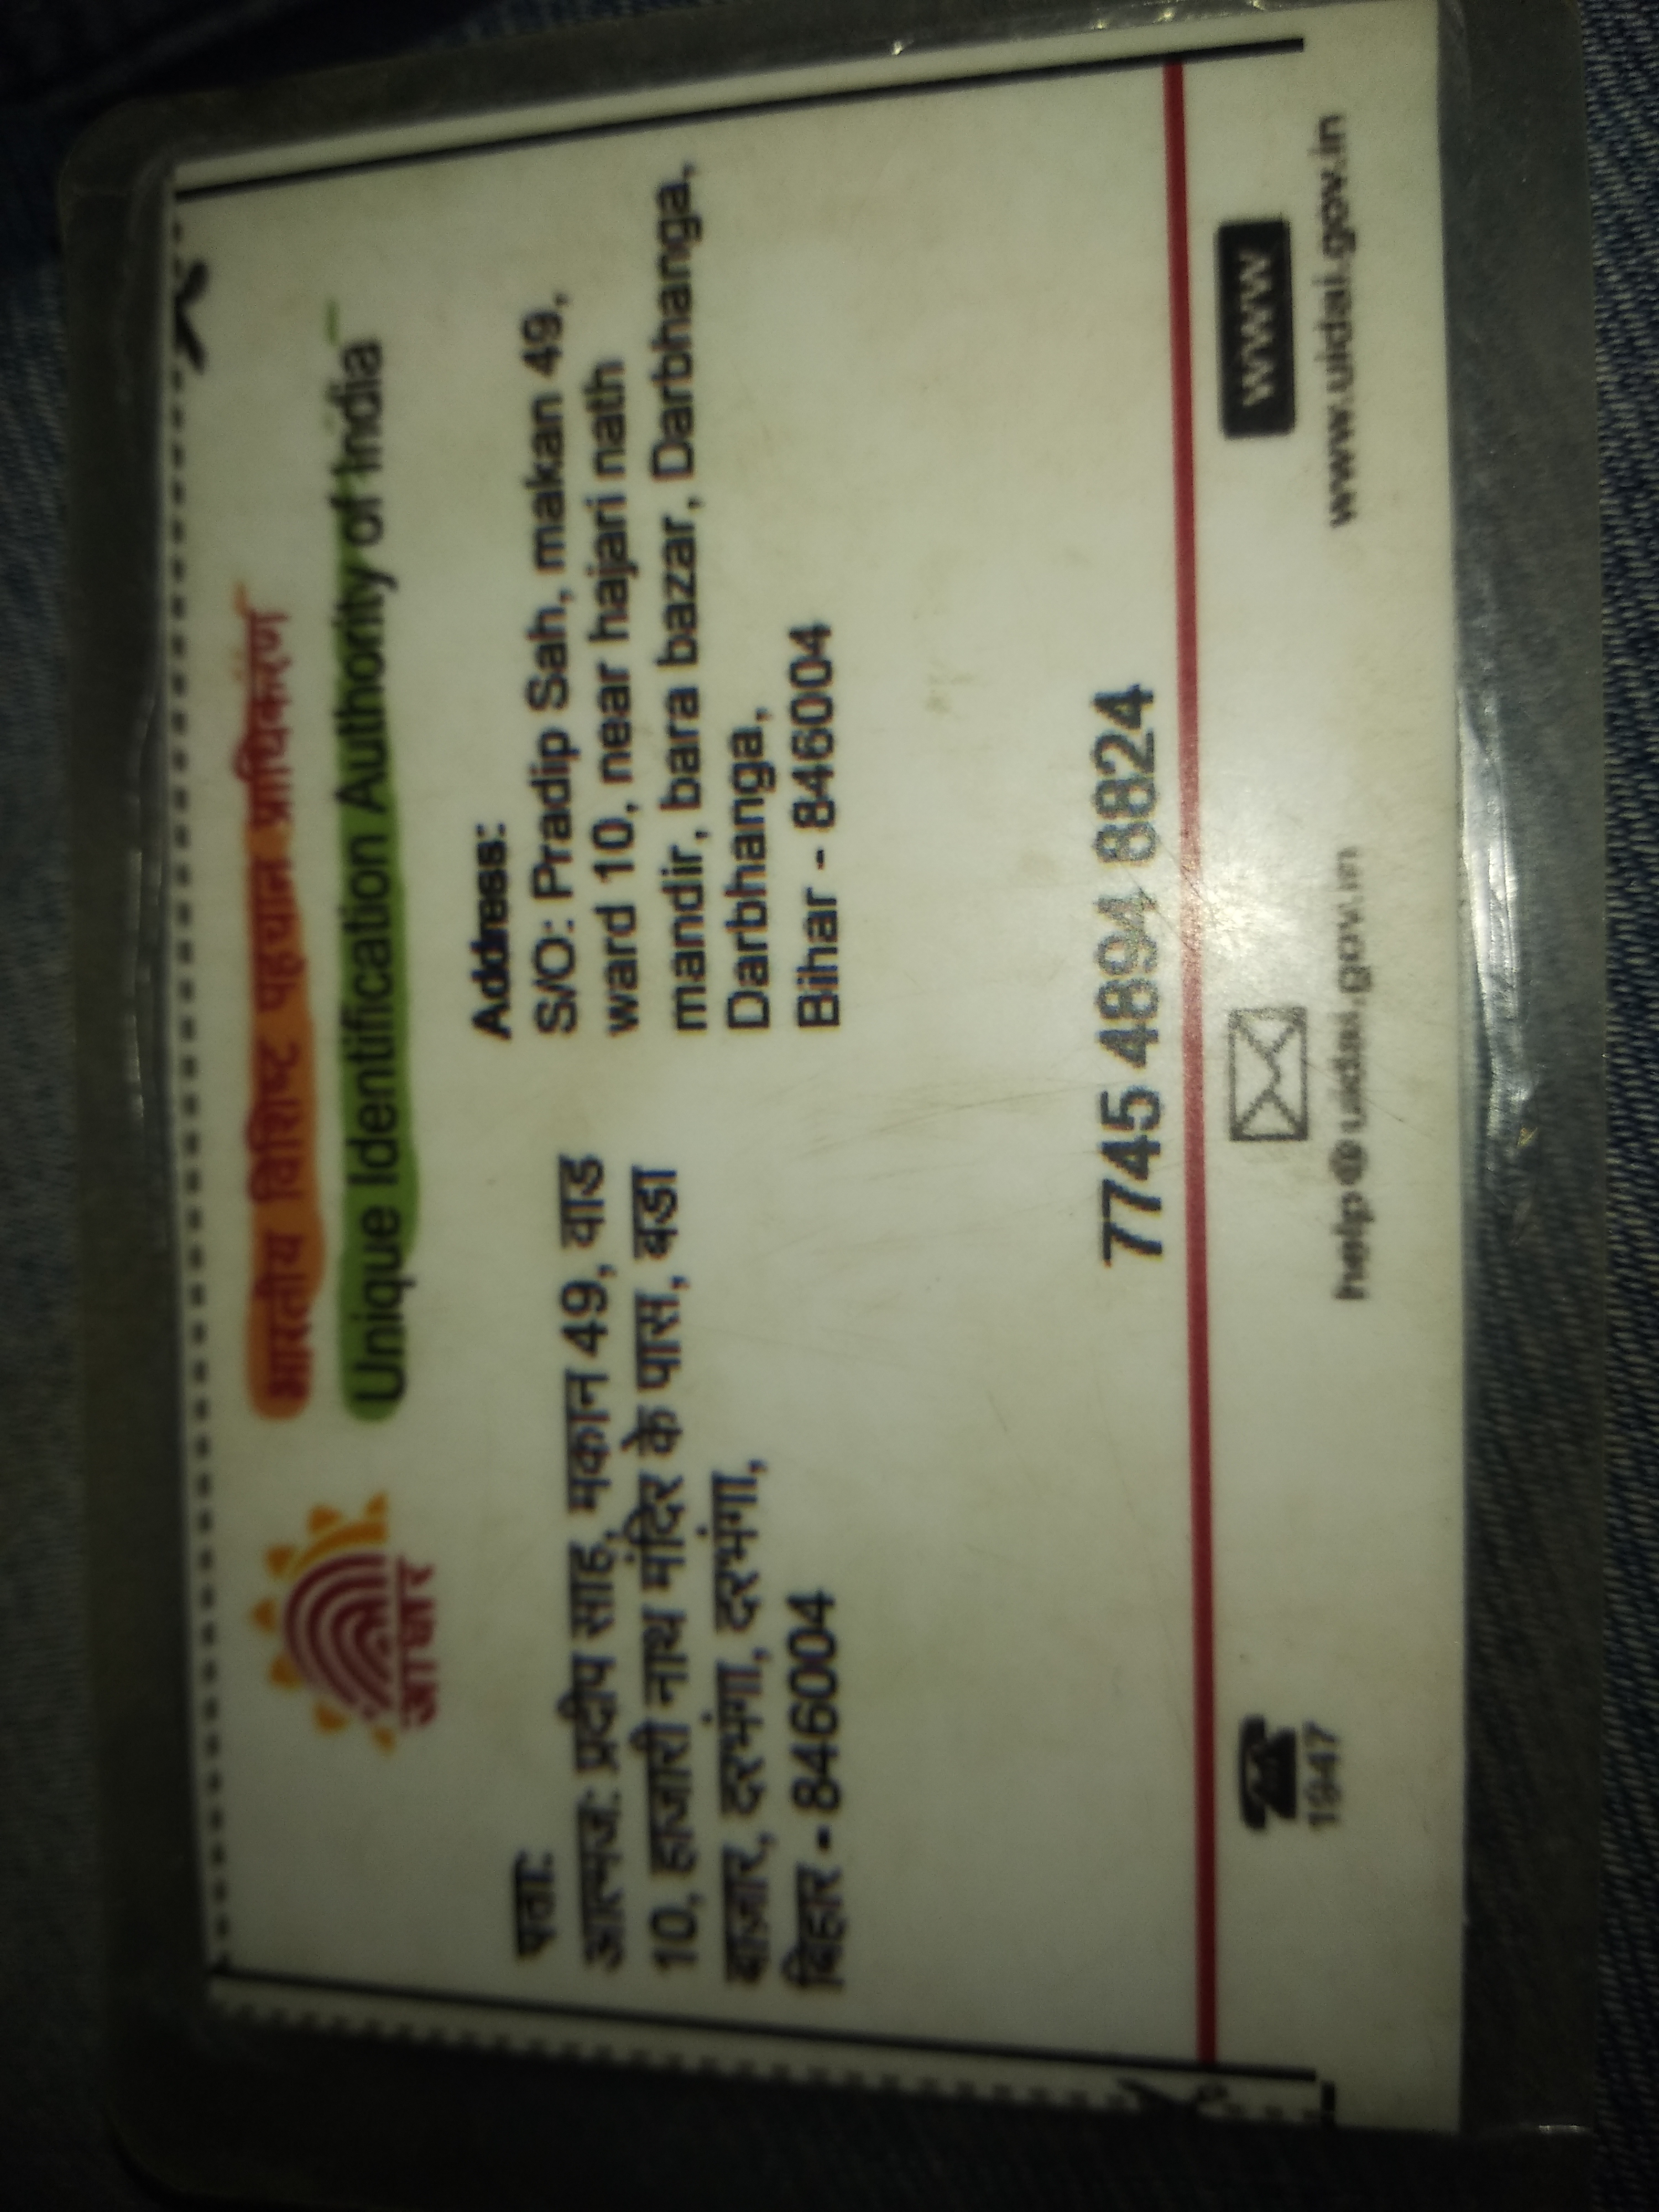 भारतीय विशिष्ट पहचान प्राधिकरण
Unique Identification Authority of India
आधार
पता:
आत्मज: प्रदीप साह, मकान 49, वार्ड
10, हाजारी नाथ मंदिर के पास, बड़ा
बाज़ार, दरभंगा, दरभंगा,
बिहार - 846004
Address:
S/O: Pradip Sah, makan 49,
ward 10, near hajari nath
mandir, bara bazar, Darbhanga,
Darbhanga,
Bihar - 846004
7745 4894 8824
1947
help@uidai.gov.in
WWW
www.uidai.gov.in